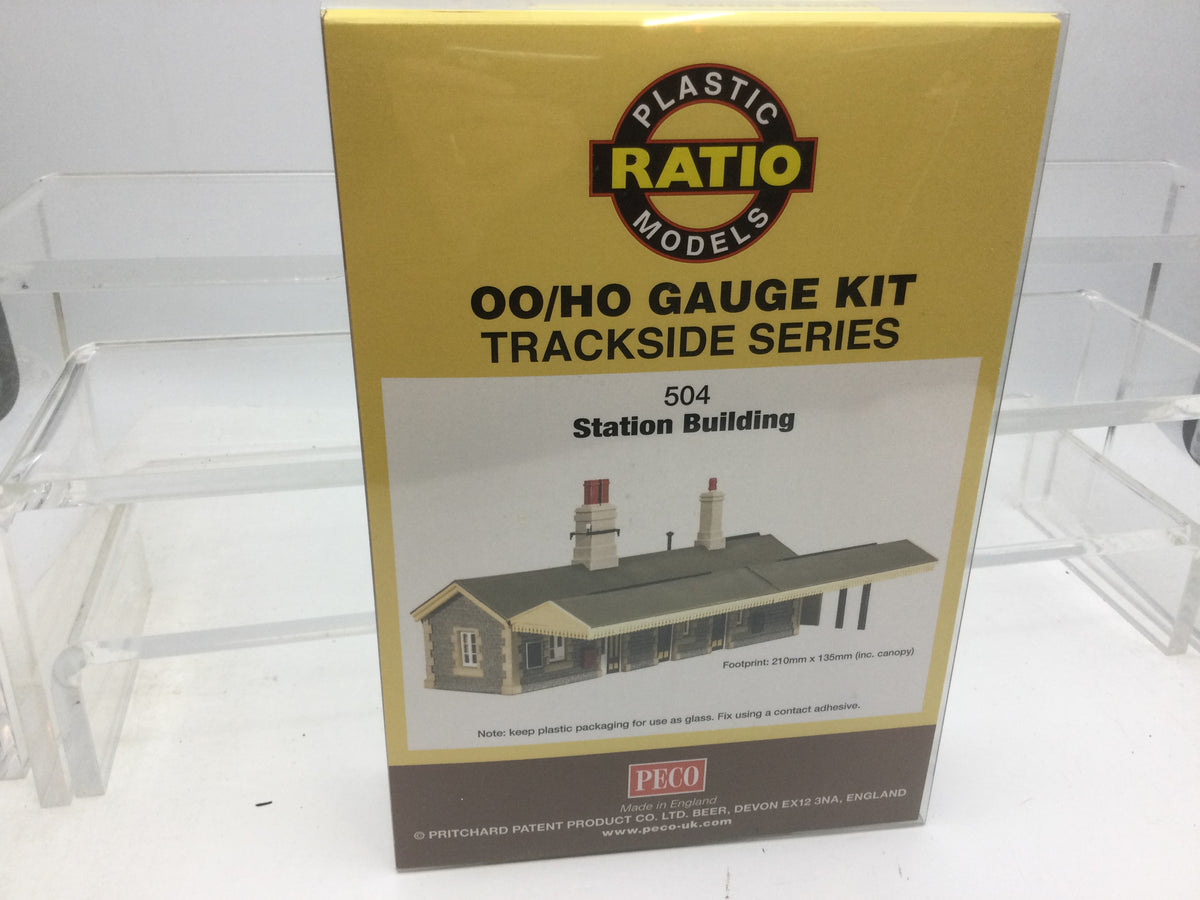 PLASTIC
RATIO
MODELS
OO/HO GAUGE KIT
TRACKSIDE SERIES
504
Station Building
Footprint: 210mm x 135mm (inc. canopy)
Note: keep plastic packaging for use as glass. Fix using a contact adhesive.
PECO
Made in England
© PRITCHARD PATENT PRODUCT CO. LTD. BEER, DEVON EX12 3NA, ENGLAND
www.peco-uk.com